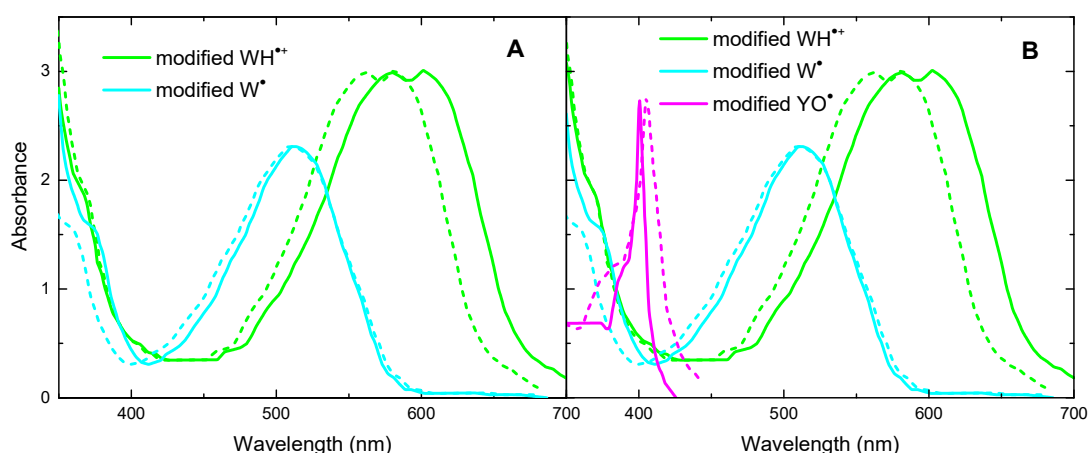 A
modified WH•+
modified W•
B
modified WH•+
modified W•
modified YO•
3
2
1
0
Absorbance
400
500
600
700
400
500
600
700
Wavelength (nm)
Wavelength (nm)